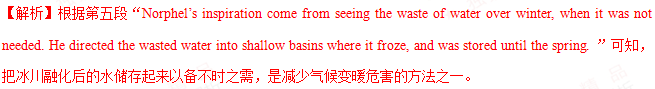 【解析】根据第五段“Norphel’s inspiration come from seeing the waste of water over winter, when it was not
needed. He directed the wasted water into shallow basins where it froze, and was stored until the spring. ”可知，
把冰川融化后的水储存起来以备不时之需，是减少气候变暖危害的方法之一。